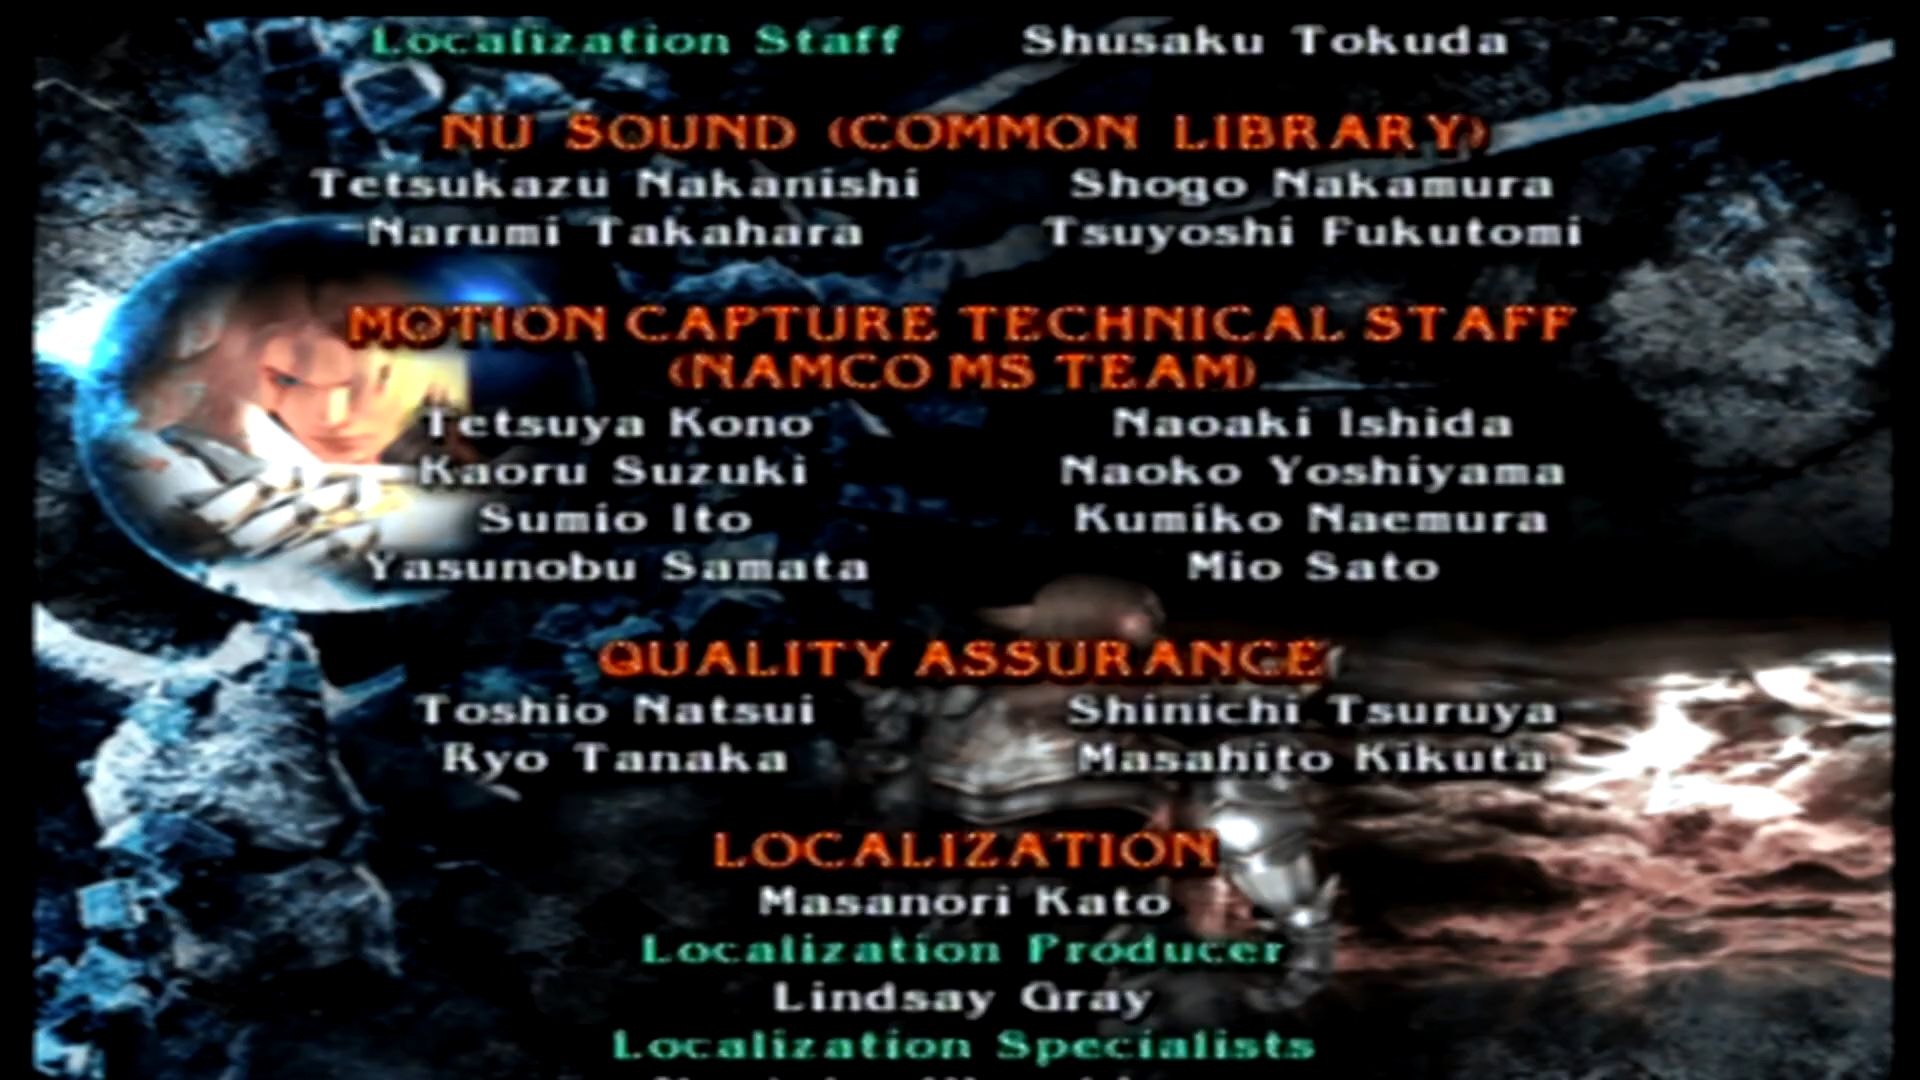 Localization Staff Shusaku Tokuda
NU SOUND (COMMON LIBRARY)
Tetsukazu Nakanishi Shogo Nakamura
Narumi Takahara Tsuyoshi Fukutomi
MOTION CAPTURE TECHNICAL STAFF
(NAMCO MS TEAM)
Tetsuya Kono Naoaki Ishida
Kaoru Suzuki Naoko Yoshiyama
Sumio Ito Kumiko Naemura
Yasunobu Samata Mio Sato
QUALITY ASSURANCE
Toshio Natsui Shinichi Tsuruya
Ryo Tanaka Masahito Kikuta
LOCALIZATION
Masanori Kato
Localization Producer
Lindsay Gray
Localization Specialists